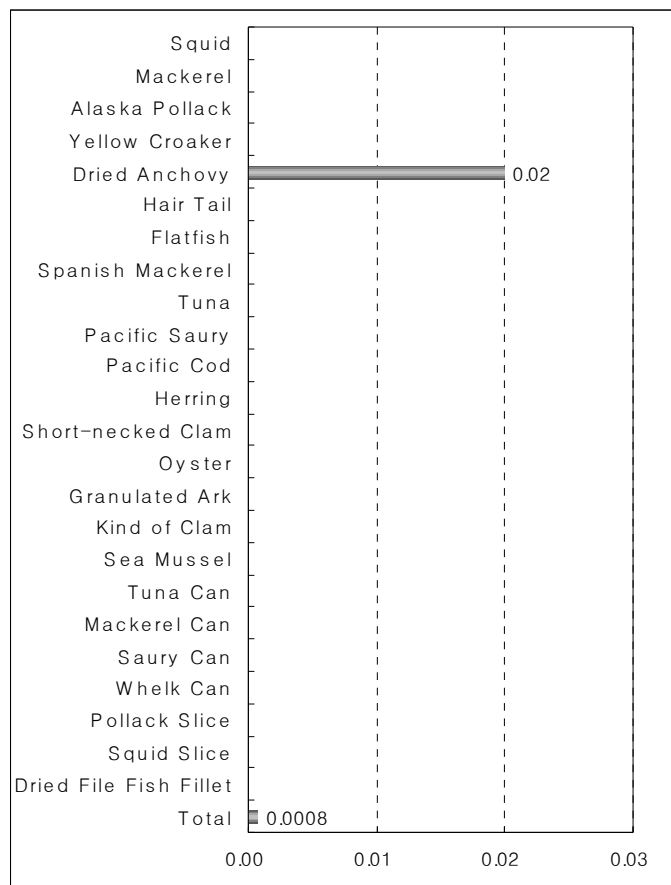 Squid
Mackerel
Alaska Pollack
Yellow Croaker
Dried Anchovy 0.02
Hair Tail
Flatfish
Spanish Mackerel
Tuna
Pacific Saury
Pacific Cod
Herring
Short-necked Clam
Oyster
Granulated Ark
Kind of Clam
Sea Mussel
Tuna Can
Mackerel Can
Saury Can
Whelk Can
Pollack Slice
Squid Slice
Dried File Fish Fillet
Total 0.0008
0.00 0.01 0.02 0.03